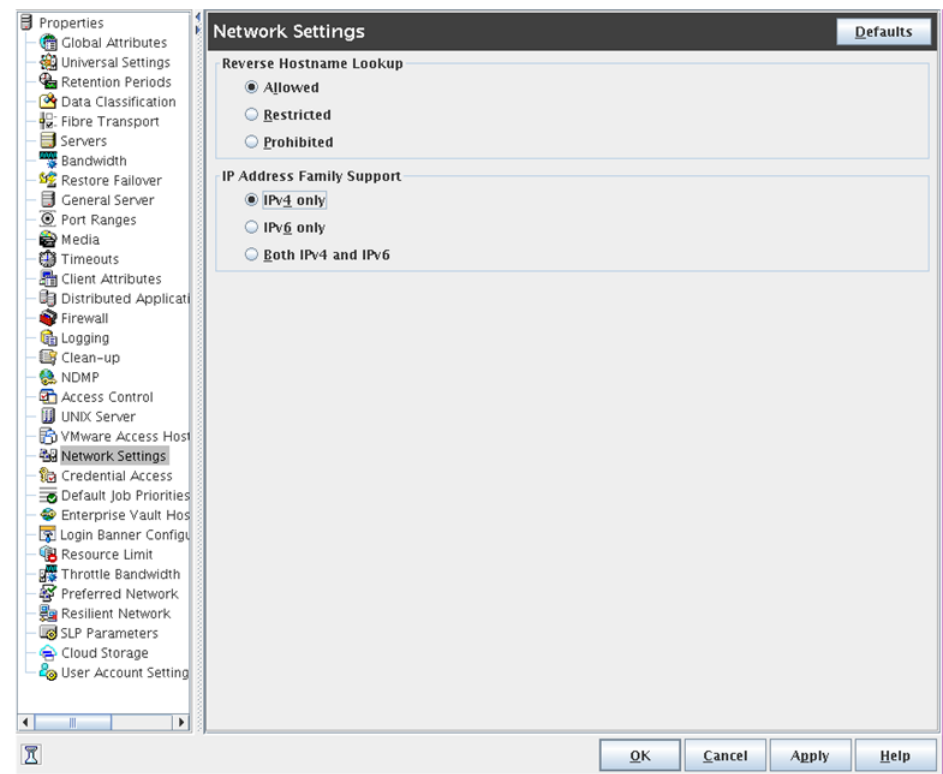 Properties
Global Attributes
Universal Settings
Retention Periods
Data Classification
Fibre Transport
Servers
Bandwidth
Restore Failover
General Server
Port Ranges
Media
Timeouts
Client Attributes
Distributed Applicati
Firewall
Logging
Clean-up
NDMP
Access Control
UNIX Server
VMware Access Host
Network Settings
Credential Access
Default Job Priorities
Enterprise Vault Hos
Login Banner Configu
Resource Limit
Throttle Bandwidth
Preferred Network
Resilient Network
SLP Parameters
Cloud Storage
User Account Setting
Network Settings
Defaults
Reverse Hostname Lookup
Allowed
Restricted
Prohibited
IP Address Family Support
IPv4 only
IPv6 only
Both IPv4 and IPv6
OK Cancel Apply Help